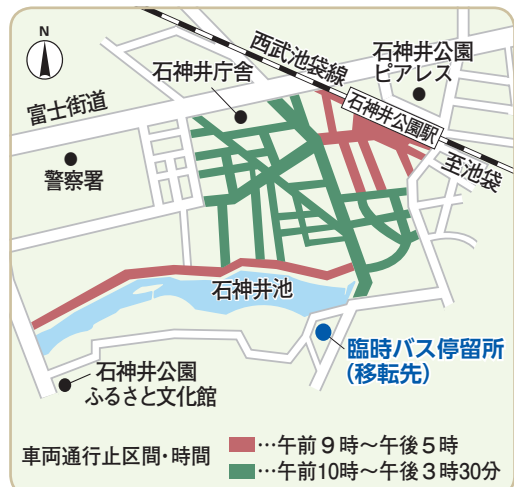 N
西武池袋線
石神井公園
ピアレス
石神井庁舎
石神井公園駅
富士街道
至池袋
警察署
石神井池
臨時バス停留所
(移転先)
石神井公園
ふるさと文化館
車両通行止区間・時間
…午前9時~午後5時
…午前10時~午後3時30分